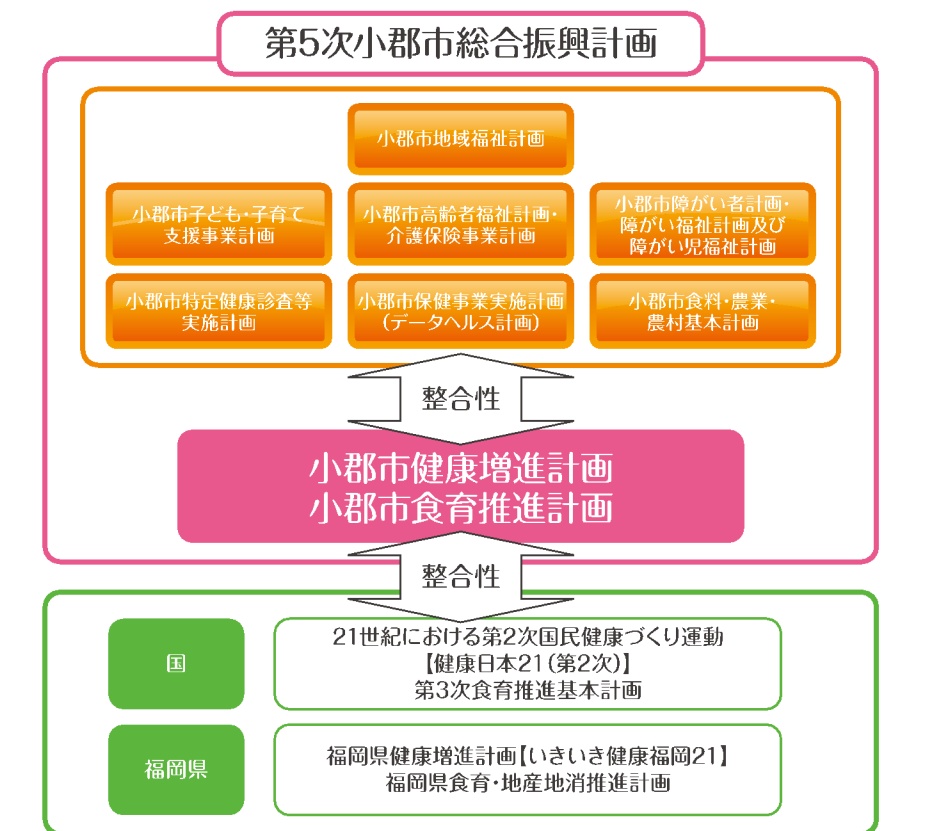 第5次小郡市総合振興計画
小郡市地域福祉計画
小郡市子ども・子育て
支援事業計画
小郡市高齢者福祉計画・
介護保険事業計画
小郡市障がい者計画・
障がい福祉計画及び
障がい児福祉計画
小郡市特定健康診査等
実施計画
小郡市保健事業実施計画
（データヘルス計画）
小郡市食料・農業・
農村基本計画
整合性
小郡市健康増進計画
小郡市食育推進計画
整合性
国
21世紀における第2次国民健康づくり運動
【健康日本21（第2次）】
第3次食育推進基本計画
福岡県
福岡県健康増進計画【いきいき健康福岡21】
福岡県食育・地産地消推進計画